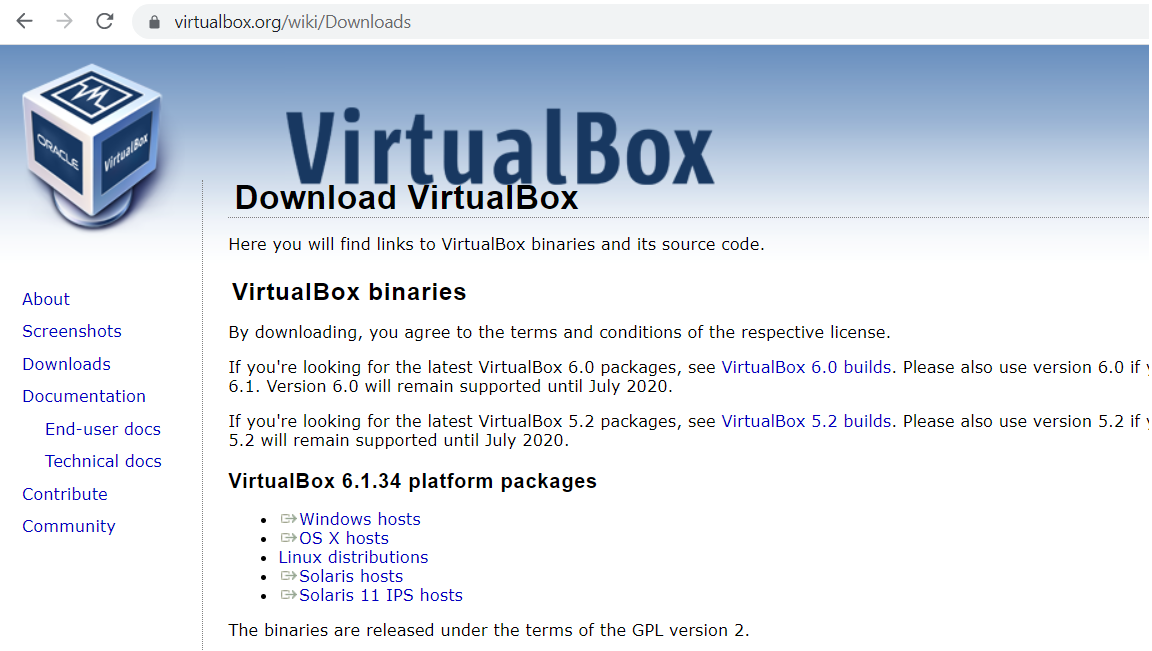 virtualbox.org/wiki/Downloads
ORACLE
VirtualBox
VirtualBox
Download VirtualBox
Here you will find links to VirtualBox binaries and its source code.
About
Screenshots
Downloads
Documentation
End-user docs
Technical docs
Contribute
Community
VirtualBox binaries
By downloading, you agree to the terms and conditions of the respective license.
If you're looking for the latest VirtualBox 6.0 packages, see VirtualBox 6.0 builds. Please also use version 6.0 if
6.1. Version 6.0 will remain supported until July 2020.
If you're looking for the latest VirtualBox 5.2 packages, see VirtualBox 5.2 builds. Please also use version 5.2 if
5.2 will remain supported until July 2020.
VirtualBox 6.1.34 platform packages
Windows hosts
OS X hosts
Linux distributions
Solaris hosts
Solaris 11 IPS hosts
The binaries are released under the terms of the GPL version 2.